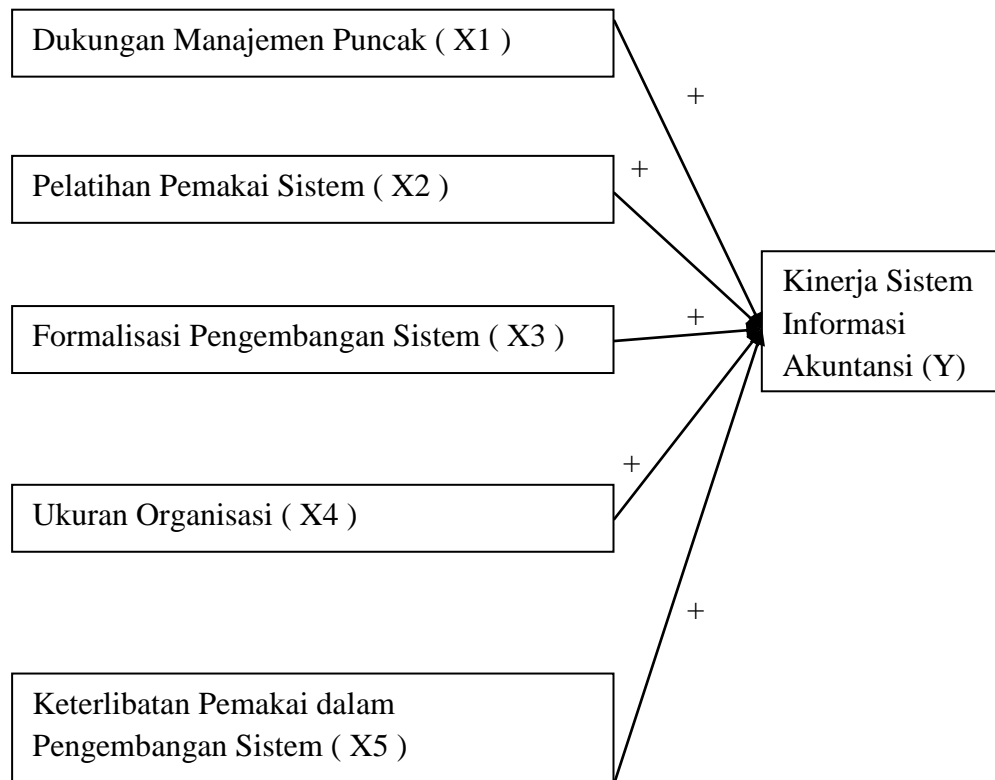 Dukungan Manajemen Puncak ( X1 )
+
+
Pelatihan Pemakai Sistem ( X2 )
Kinerja Sistem
Informasi
Akuntansi (Y)
+
Formalisasi Pengembangan Sistem ( X3 )
+
Ukuran Organisasi ( X4 )
+
Keterlibatan Pemakai dalam
Pengembangan Sistem ( X5 )